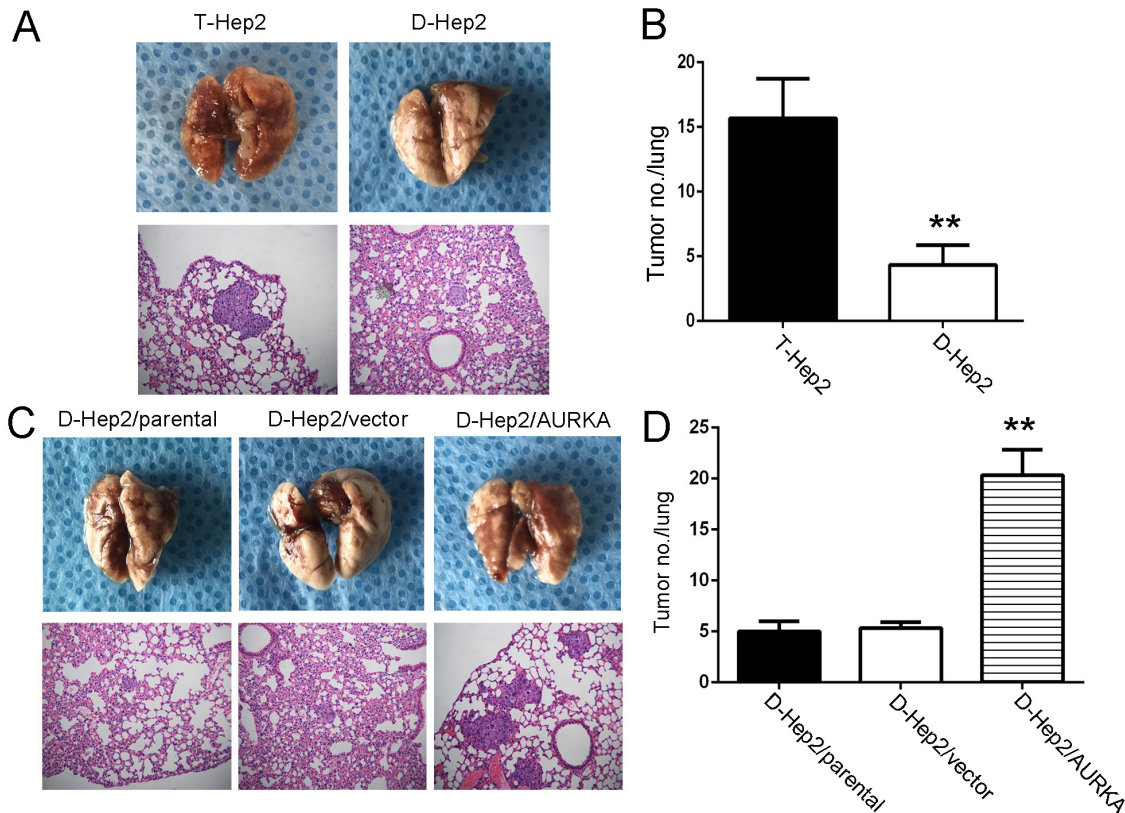 A
T-Hep2
D-Hep2
B
Tumor no./lung
20
15
10
5
0
**
T-Hep2
D-Hep2
C
D-Hep2/parental
D-Hep2/vector
D-Hep2/AURKA
D
Tumor no./lung
25
20
15
10
5
0
**
D-Hep2/parental
D-Hep2/vector
D-Hep2/AURKA